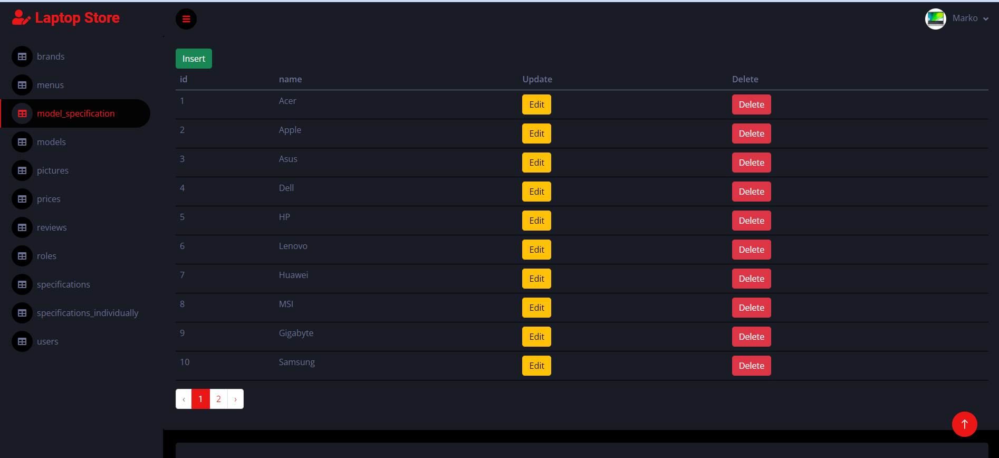 Laptop Store
Marko
brands
menus
model_specification
models
pictures
prices
reviews
roles
specifications
specifications_individually
users
Insert
id name Update Delete
1 Acer Edit Delete
2 Apple Edit Delete
3 Asus Edit Delete
4 Dell Edit Delete
5 HP Edit Delete
6 Lenovo Edit Delete
7 Huawei Edit Delete
8 MSI Edit Delete
9 Gigabyte Edit Delete
10 Samsung Edit Delete
‹ 1 2 ›